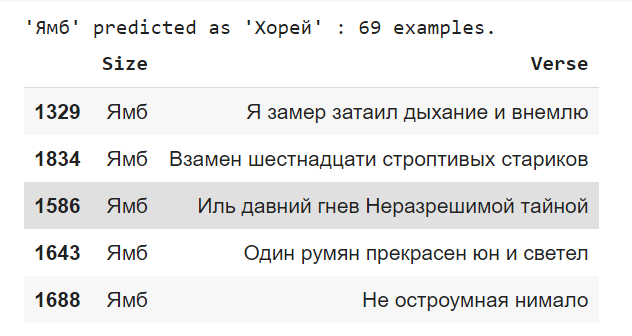 'Ямб' predicted as 'Хорей' : 69 examples.
Size Verse
1329 Ямб Я замер затаил дыхание и внемлю
1834 Ямб Взамен шестнадцати строптивых стариков
1586 Ямб Иль давний гнев Неразрешимой тайной
1643 Ямб Один румян прекрасен юн и светел
1688 Ямб Не остроумная нимало